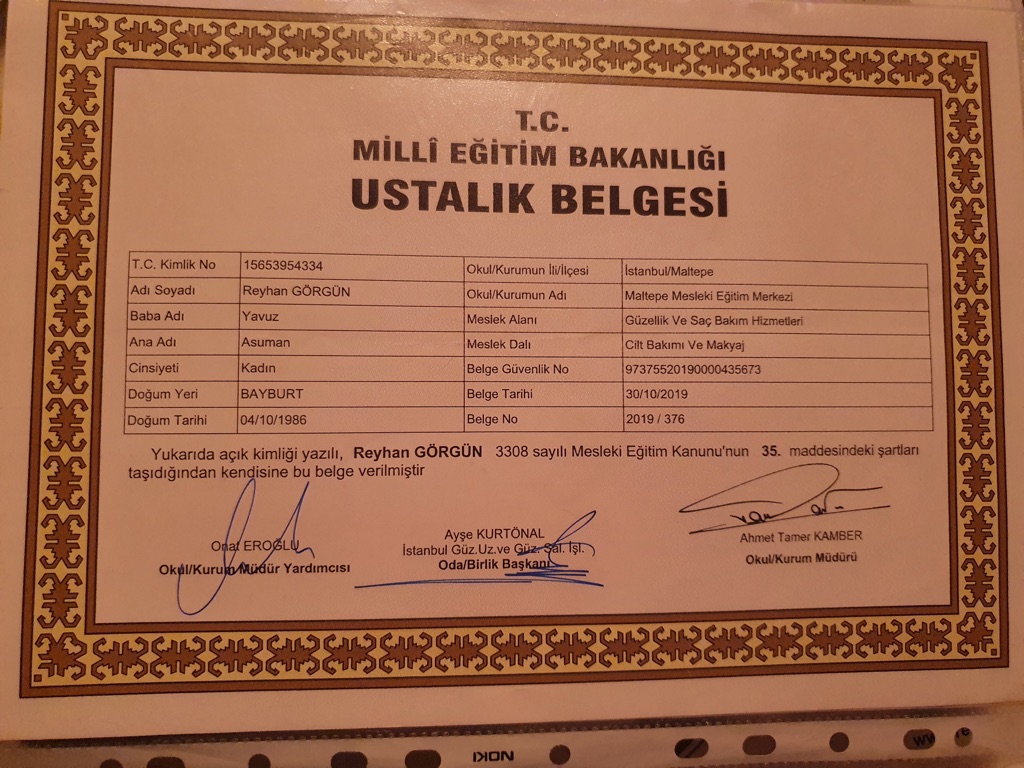 T.C.
MİLLÎ EĞİTİM BAKANLIĞI
USTALIK BELGESİ
T.C. Kimlik No 15653954334 Okul/Kurumun İli/İlçesi İstanbul/Maltepe
Adı Soyadı Reyhan GÖRGÜN Okul/Kurumun Adı Maltepe Mesleki Eğitim Merkezi
Baba Adı Yavuz Meslek Alanı Güzellik Ve Saç Bakım Hizmetleri
Ana Adı Asuman Meslek Dalı Cilt Bakımı Ve Makyaj
Cinsiyeti Kadın Belge Güvenlik No 97375520190000435673
Doğum Yeri BAYBURT Belge Tarihi 30/10/2019
Doğum Tarihi 04/10/1986 Belge No 2019 / 376
Yukarıda açık kimliği yazılı, Reyhan GÖRGÜN 3308 sayılı Mesleki Eğitim Kanunu'nun 35. maddesindeki şartları
taşıdığından kendisine bu belge verilmiştir
Onat EROĞLU
Okul/Kurum Müdür Yardımcısı
Ayşe KURTÖNAL
İstanbul Güz.Uz.ve Güz. Sal. İşl.
Oda/Birlik Başkanı
Ahmet Tamer KAMBER
Okul/Kurum Müdürü
NOKI